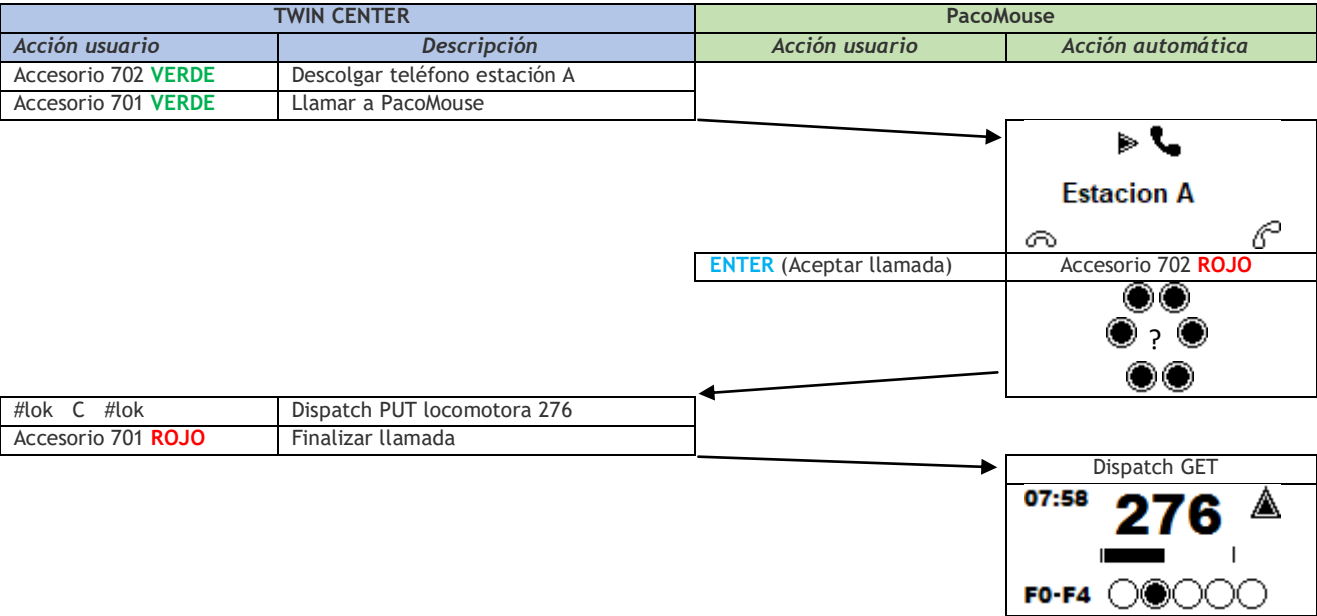 TWIN CENTER PacoMouse
Acción usuario Descripción Acción usuario Acción automática
Accesorio 702 VERDE Descolgar teléfono estación A
Accesorio 701 VERDE Llamar a PacoMouse
Estacion A
ENTER (Aceptar llamada) Accesorio 702 ROJO
?
#lok C #lok Dispatch PUT locomotora 276
Accesorio 701 ROJO Finalizar llamada
Dispatch GET
07:58 276
F0-F4